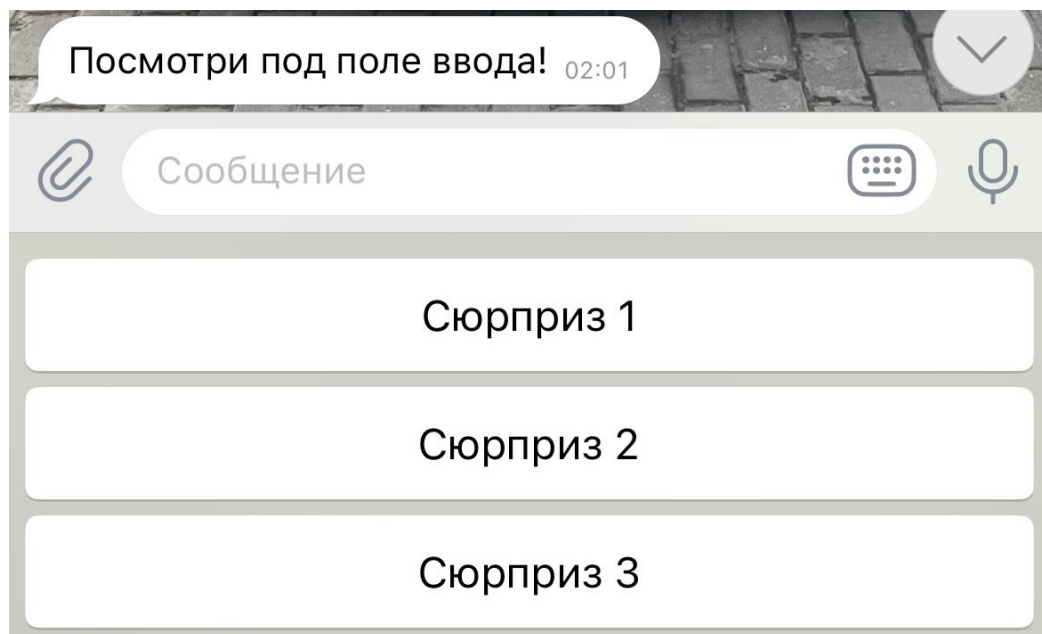 Посмотри под поле ввода! 02:01
Сообщение
Сюрприз 1
Сюрприз 2
Сюрприз 3